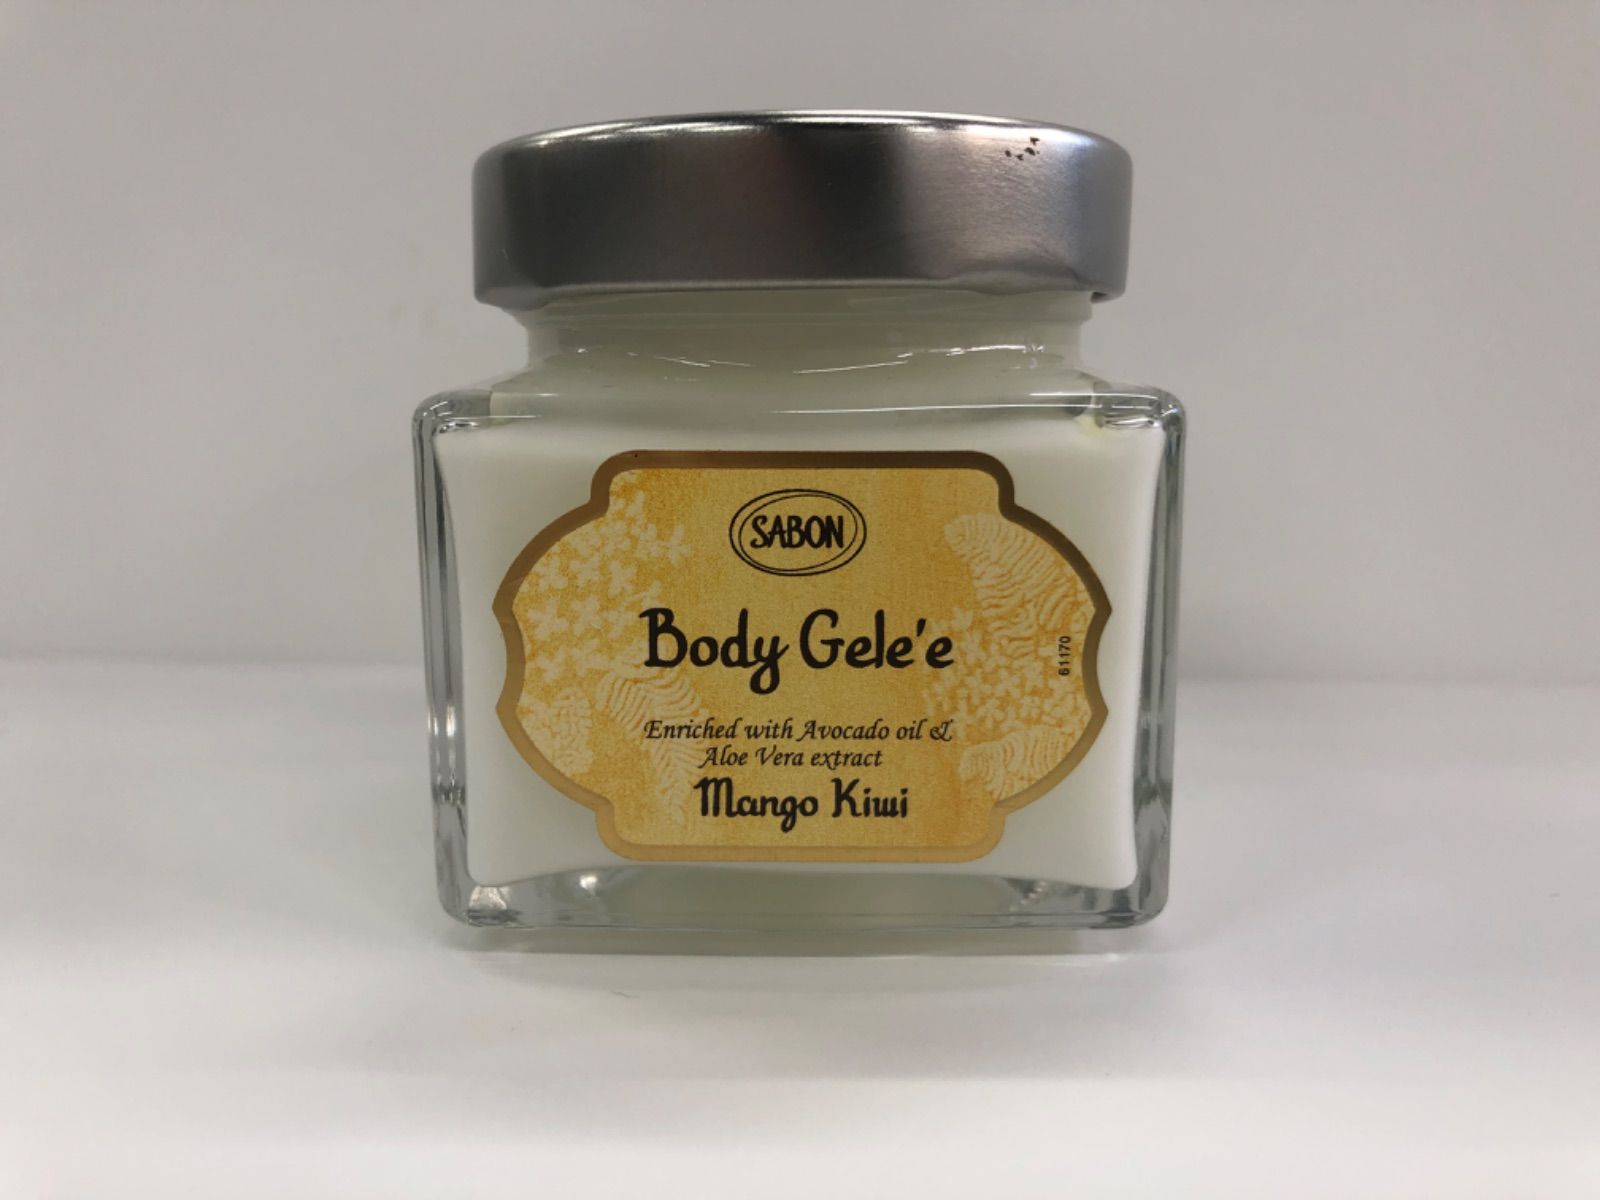 SABON
Body Gele'e
61170
Enriched with Avocado oil &
Aloe Vera extract
Mango Kiwi